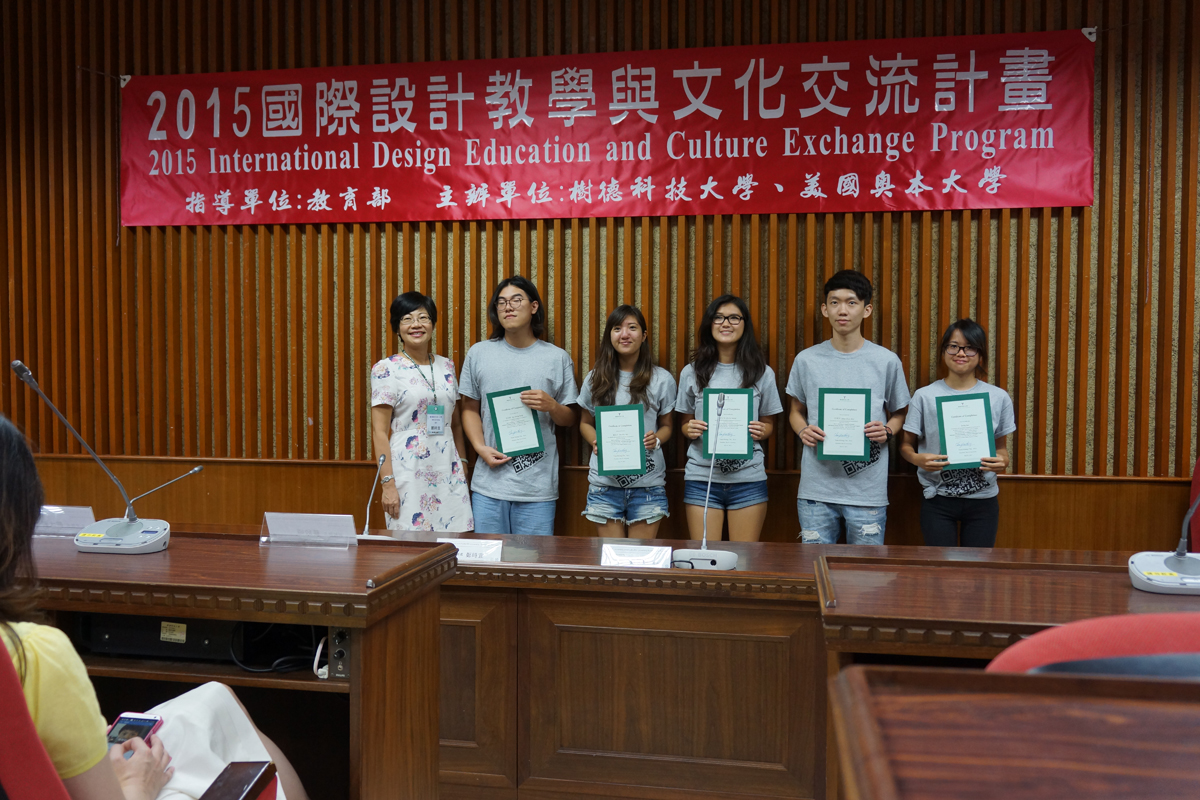 2015國際設計教學與文化交流計畫
2015 International Design Education and Culture Exchange Program
指導單位:教育部 主辦單位:樹德科技大學、美國奧本大學